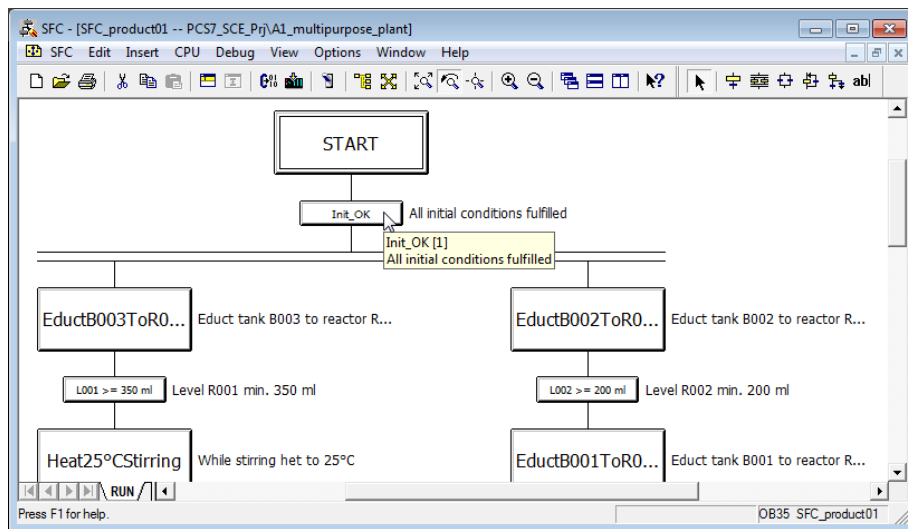 SFC - [SFC_product01 -- PCS7_SCE_Prj\A1_multipurpose_plant]
SFC Edit Insert CPU Debug View Options Window Help
abl
START
Init_OK All initial conditions fulfilled
Init_OK [1]
All initial conditions fulfilled
EductB003ToR0... Educt tank B003 to reactor R... EductB002ToR0... Educt tank B002 to reactor R...
L001 >= 350 ml Level R001 min. 350 ml L002 >= 200 ml Level R002 min. 200 ml
Heat25°CStirring While stirring het to 25°C EductB001ToR0... Educt tank B001 to reactor R...
RUN
Press F1 for help. OB35 SFC_product01